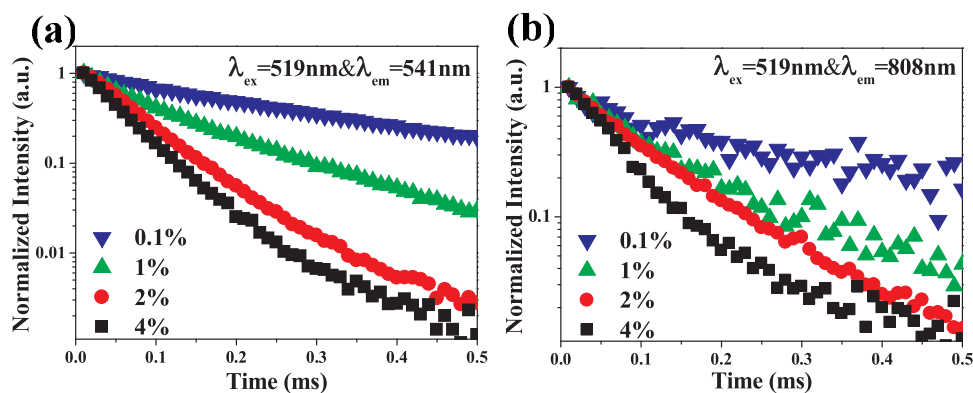 (a)
λex=519nm&λem=541nm
Normalized Intensity (a.u.)
1
0.1
0.01
0.1%
1%
2%
4%
0.0 0.1 0.2 0.3 0.4 0.5
Time (ms)
(b)
λex=519nm&λem=808nm
Normalized Intensity (a.u.)
1
0.1
0.1%
1%
2%
4%
0.0 0.1 0.2 0.3 0.4 0.5
Time (ms)